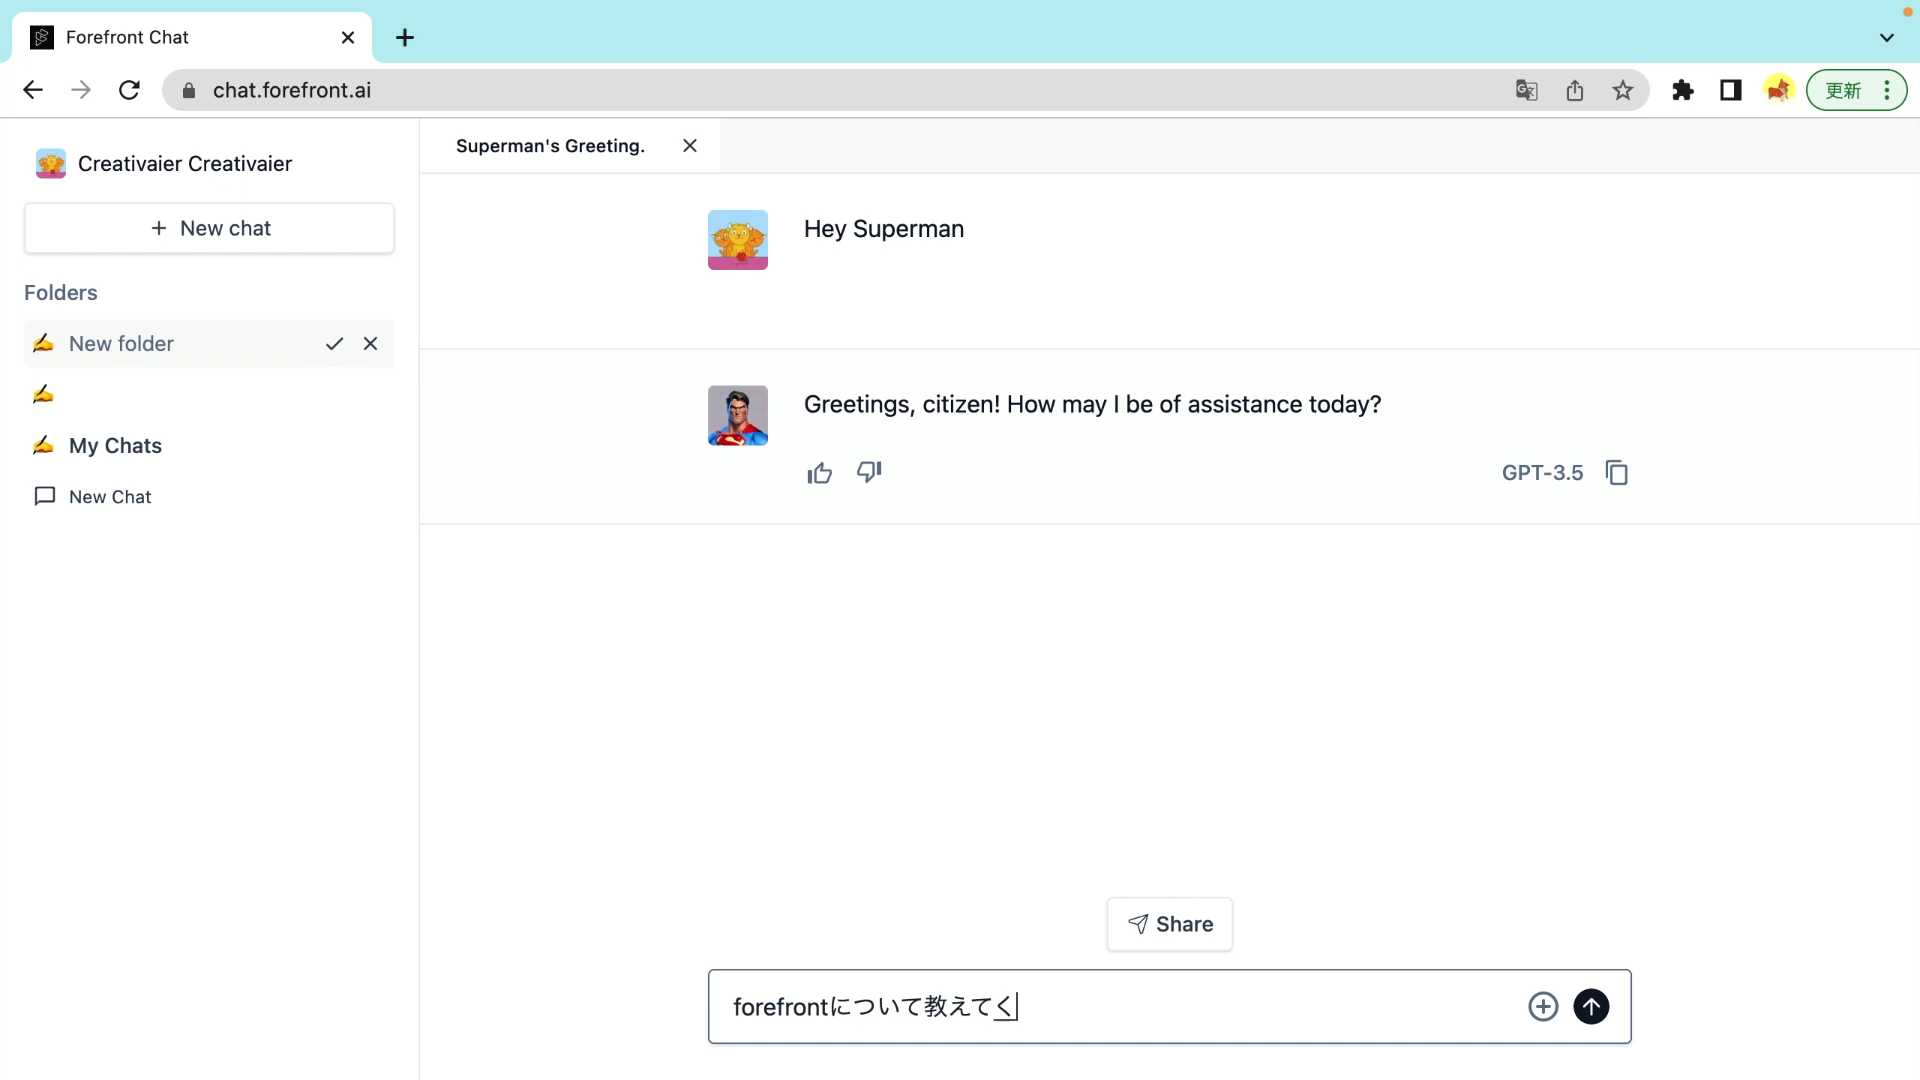 Forefront Chat
chat.forefront.ai
更新
Creativaier Creativaier
New chat
Folders
New folder
My Chats
New Chat
Superman's Greeting.
Hey Superman
Greetings, citizen! How may I be of assistance today?
GPT-3.5
Share
forefrontについて教えてく